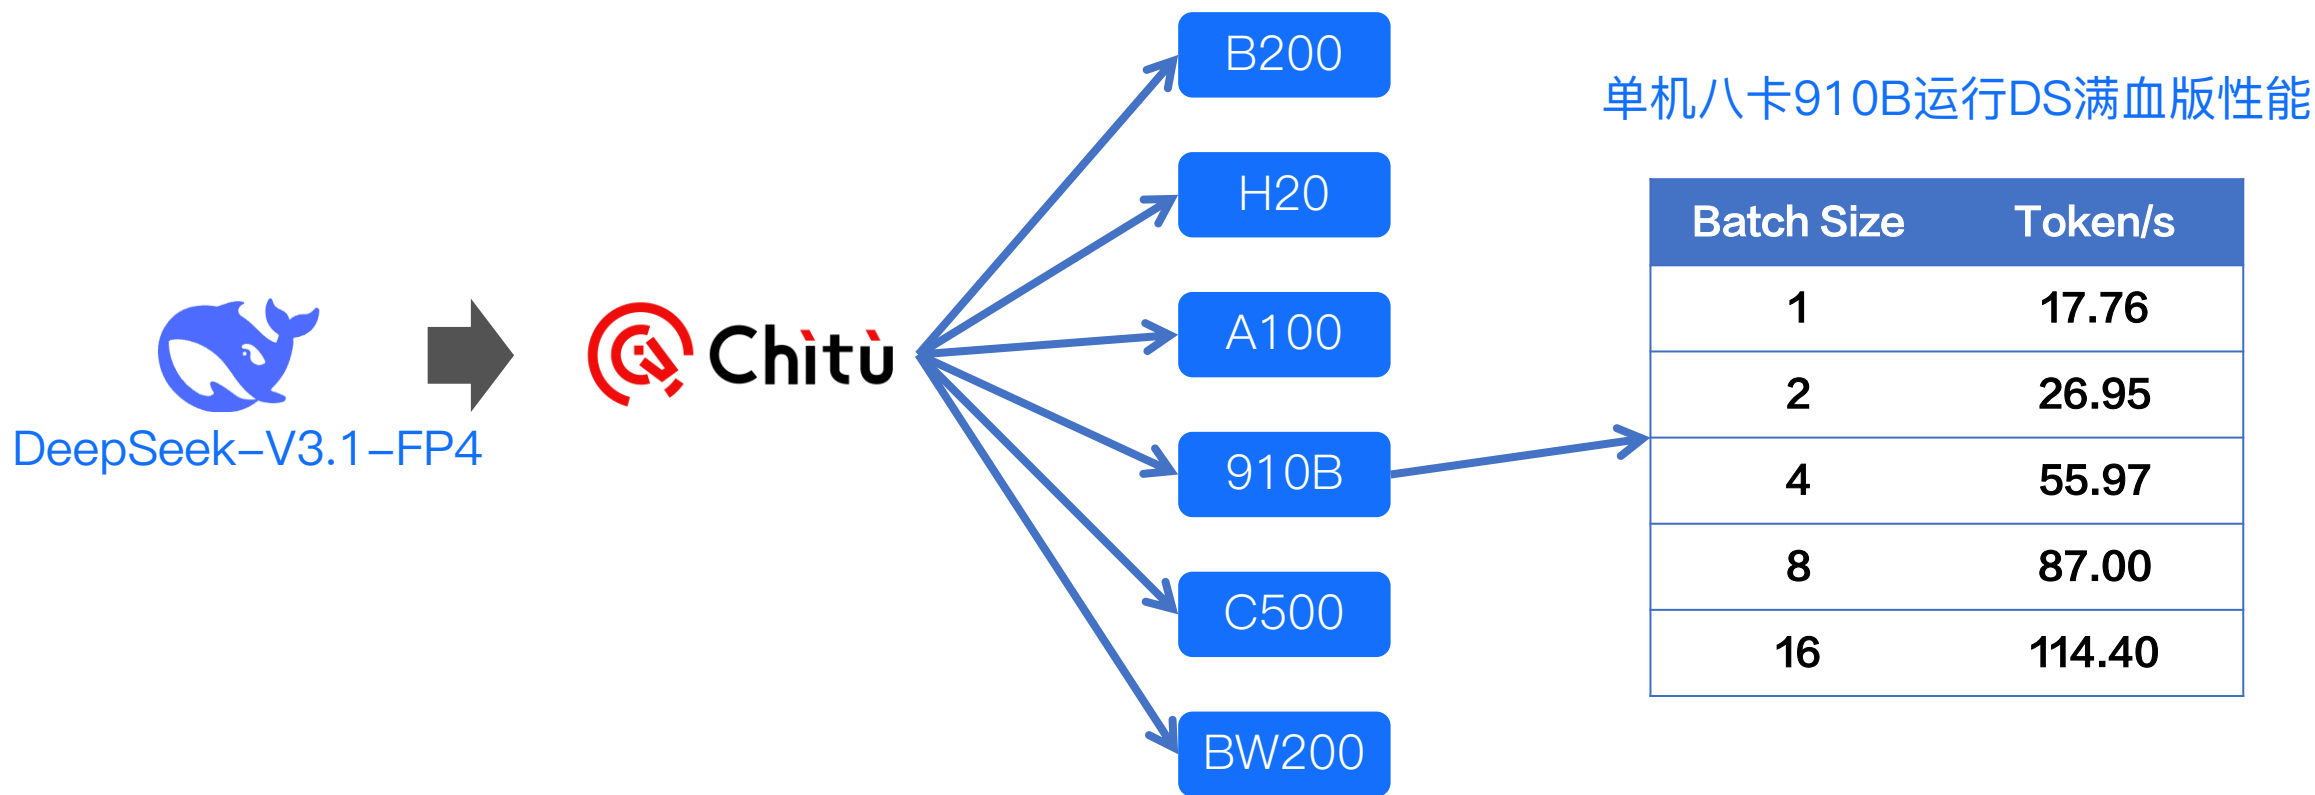 DeepSeek-V3.1-FP4
Chìtù
B200
H20
A100
910B
C500
BW200
单机八卡910B运行DS满血版性能
Batch Size Token/s
1 17.76
2 26.95
4 55.97
8 87.00
16 114.40